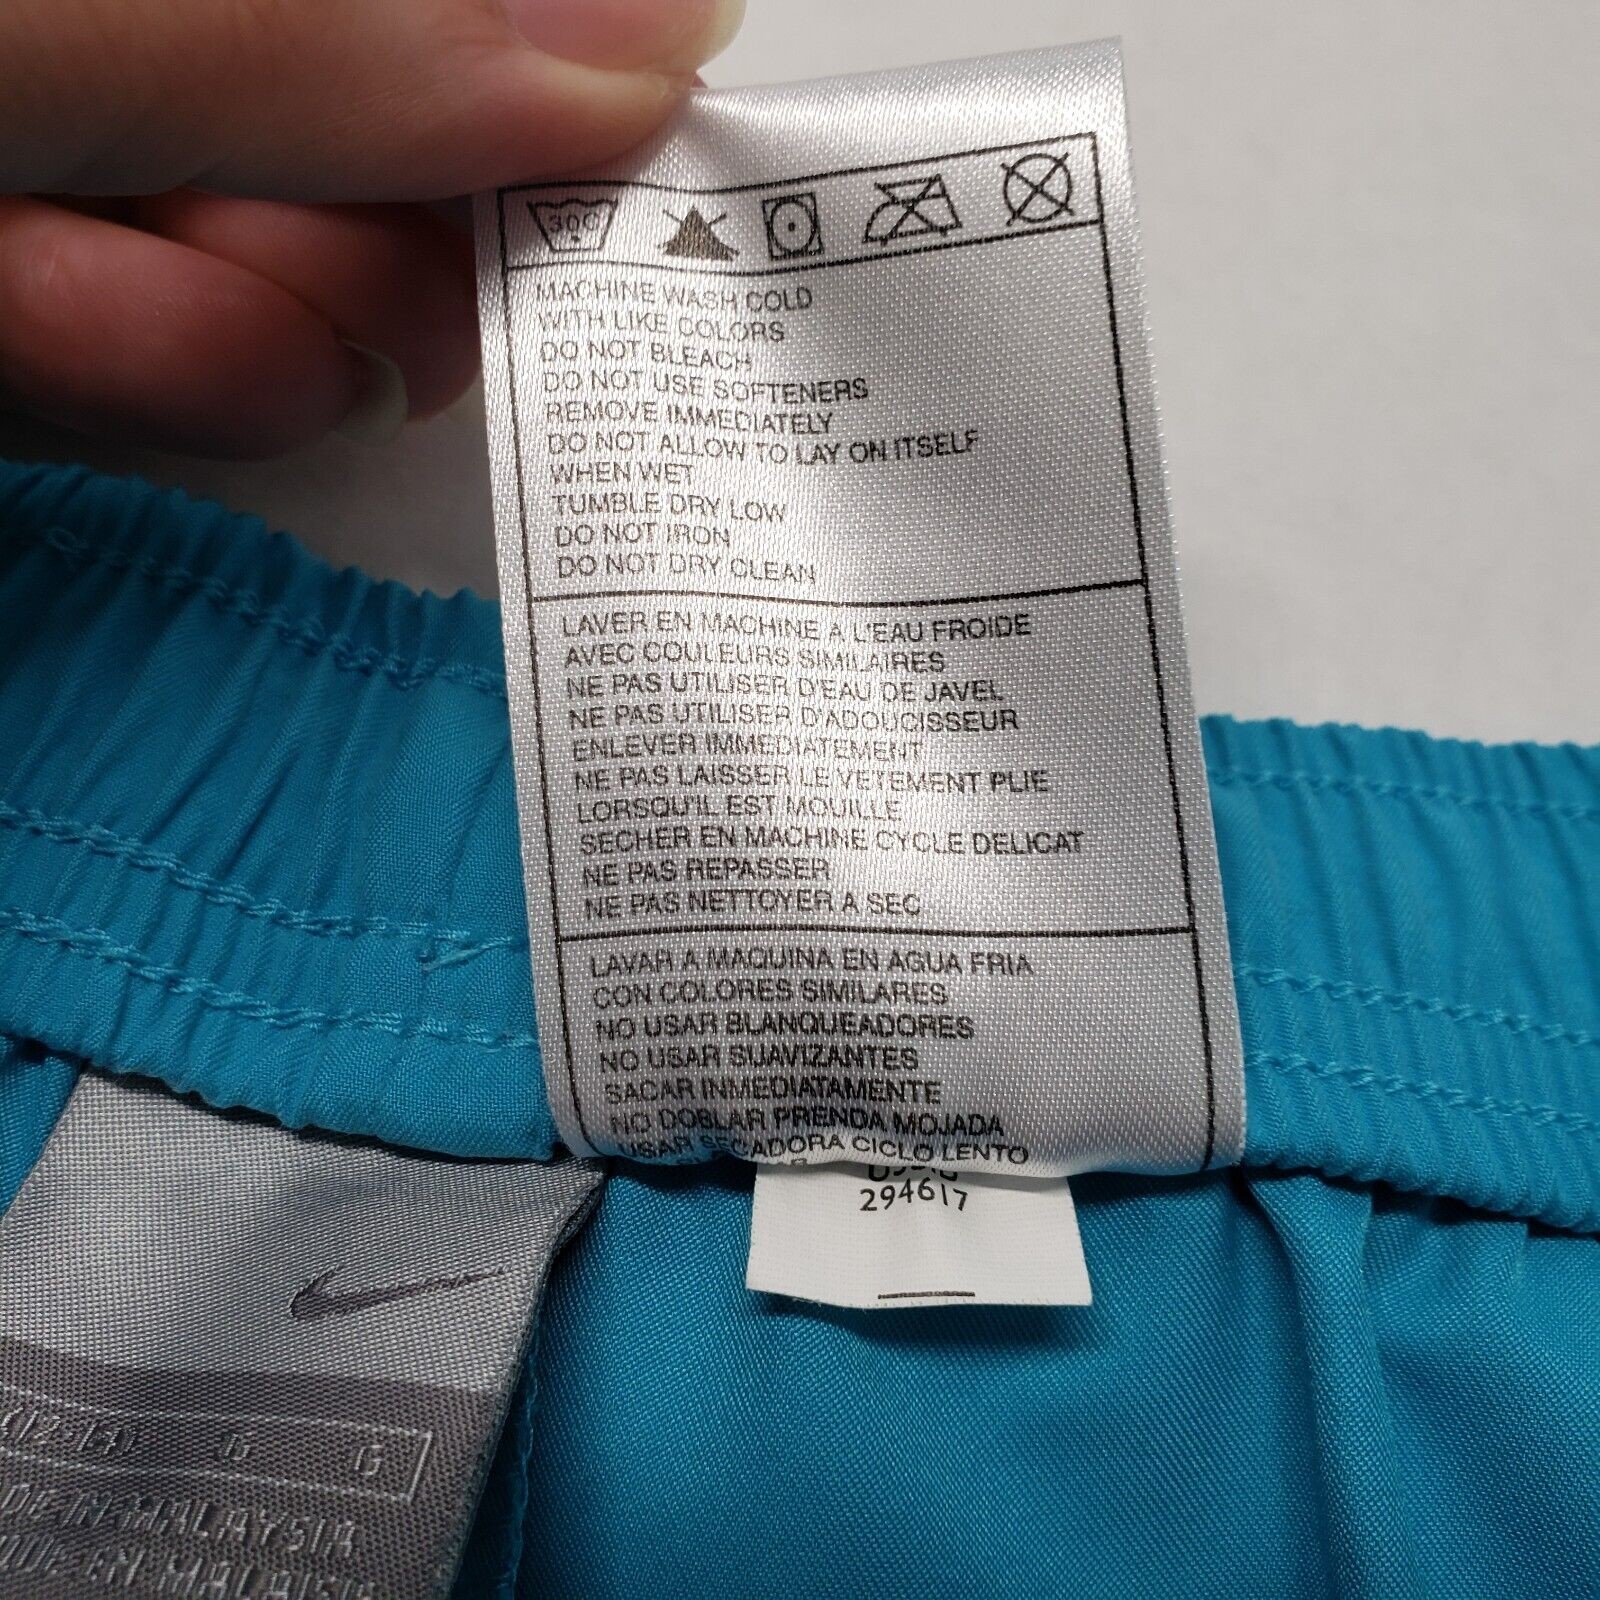 30C
MACHINE WASH COLD
WITH LIKE COLORS
DO NOT BLEACH
DO NOT USE SOFTENERS
REMOVE IMMEDIATELY
DO NOT ALLOW TO LAY ON ITSELF
WHEN WET
TUMBLE DRY LOW
DO NOT IRON
DO NOT DRY CLEAN
LAVER EN MACHINE A L'EAU FROIDE
AVEC COULEURS SIMILAIRES
NE PAS UTILISER D'EAU DE JAVEL
NE PAS UTILISER D'ADOUCISSEUR
ENLEVER IMMEDIATEMENT
NE PAS LAISSER LE VETEMENT PLIE
LORSQU'IL EST MOUILLE
SECHER EN MACHINE CYCLE DELICAT
NE PAS REPASSER
NE PAS NETTOYER A SEC
LAVAR A MAQUINA EN AGUA FRIA
CON COLORES SIMILARES
NO USAR BLANQUEADORES
NO USAR SUAVIZANTES
SACAR INMEDIATAMENTE
NO DOBLAR PRENDA MOJADA
USAR SECADORA CICLO LENTO
294617
G G
IN MALAYSIA
EN MALAISIA